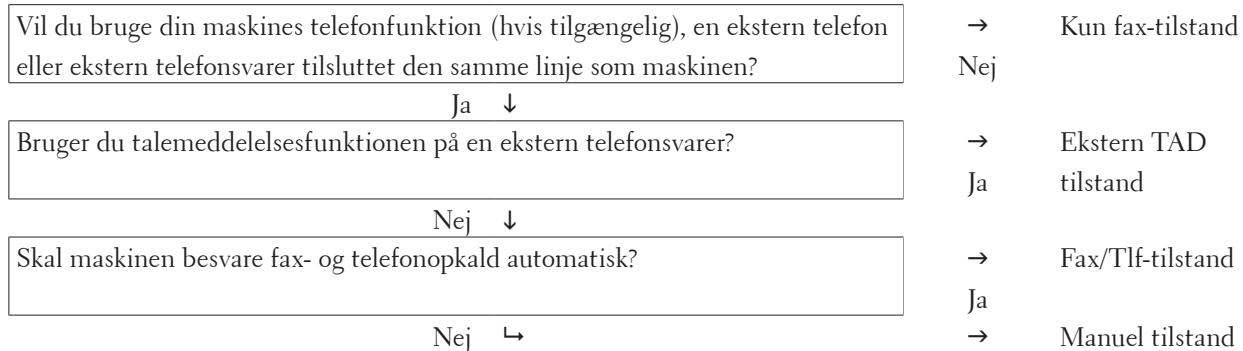 Vil du bruge din maskines telefonfunktion (hvis tilgængelig), en ekstern telefon → Kun fax-tilstand
eller ekstern telefonsvarer tilsluttet den samme linje som maskinen? Nej
Ja ↓
Bruger du talemeddelelsesfunktionen på en ekstern telefonsvarer? → Ekstern TAD
Ja tilstand
Nej ↓
Skal maskinen besvare fax- og telefonopkald automatisk? → Fax/Tlf-tilstand
Ja
Nej ↳ → Manuel tilstand